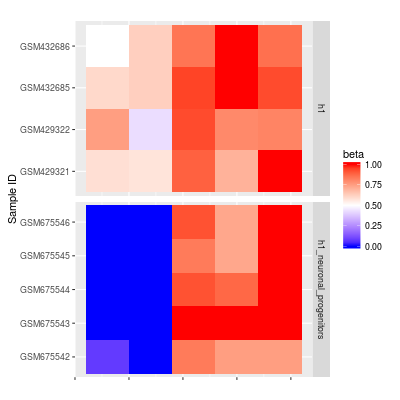 GSM432686
GSM432685
GSM429322
GSM429321
h1
GSM675546
GSM675545
GSM675544
GSM675543
GSM675542
h1_neuronal_progenitors
Sample ID
beta
1.00
0.75
0.50
0.25
0.00